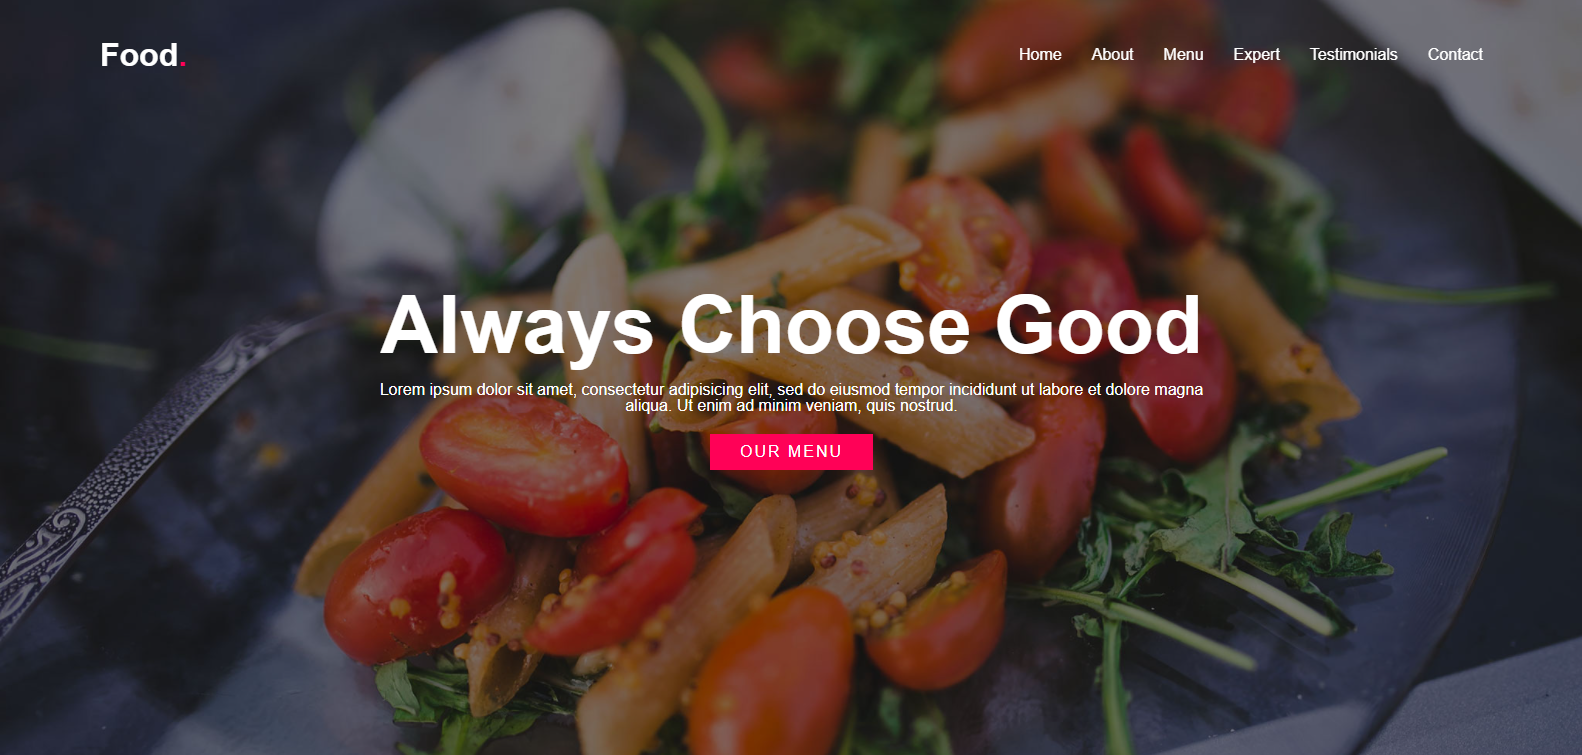 Food.
Home About Menu Expert Testimonials Contact
Always Choose Good
Lorem ipsum dolor sit amet, consectetur adipisicing elit, sed do eiusmod tempor incididunt ut labore et dolore magna
aliqua. Ut enim ad minim veniam, quis nostrud.
OUR MENU